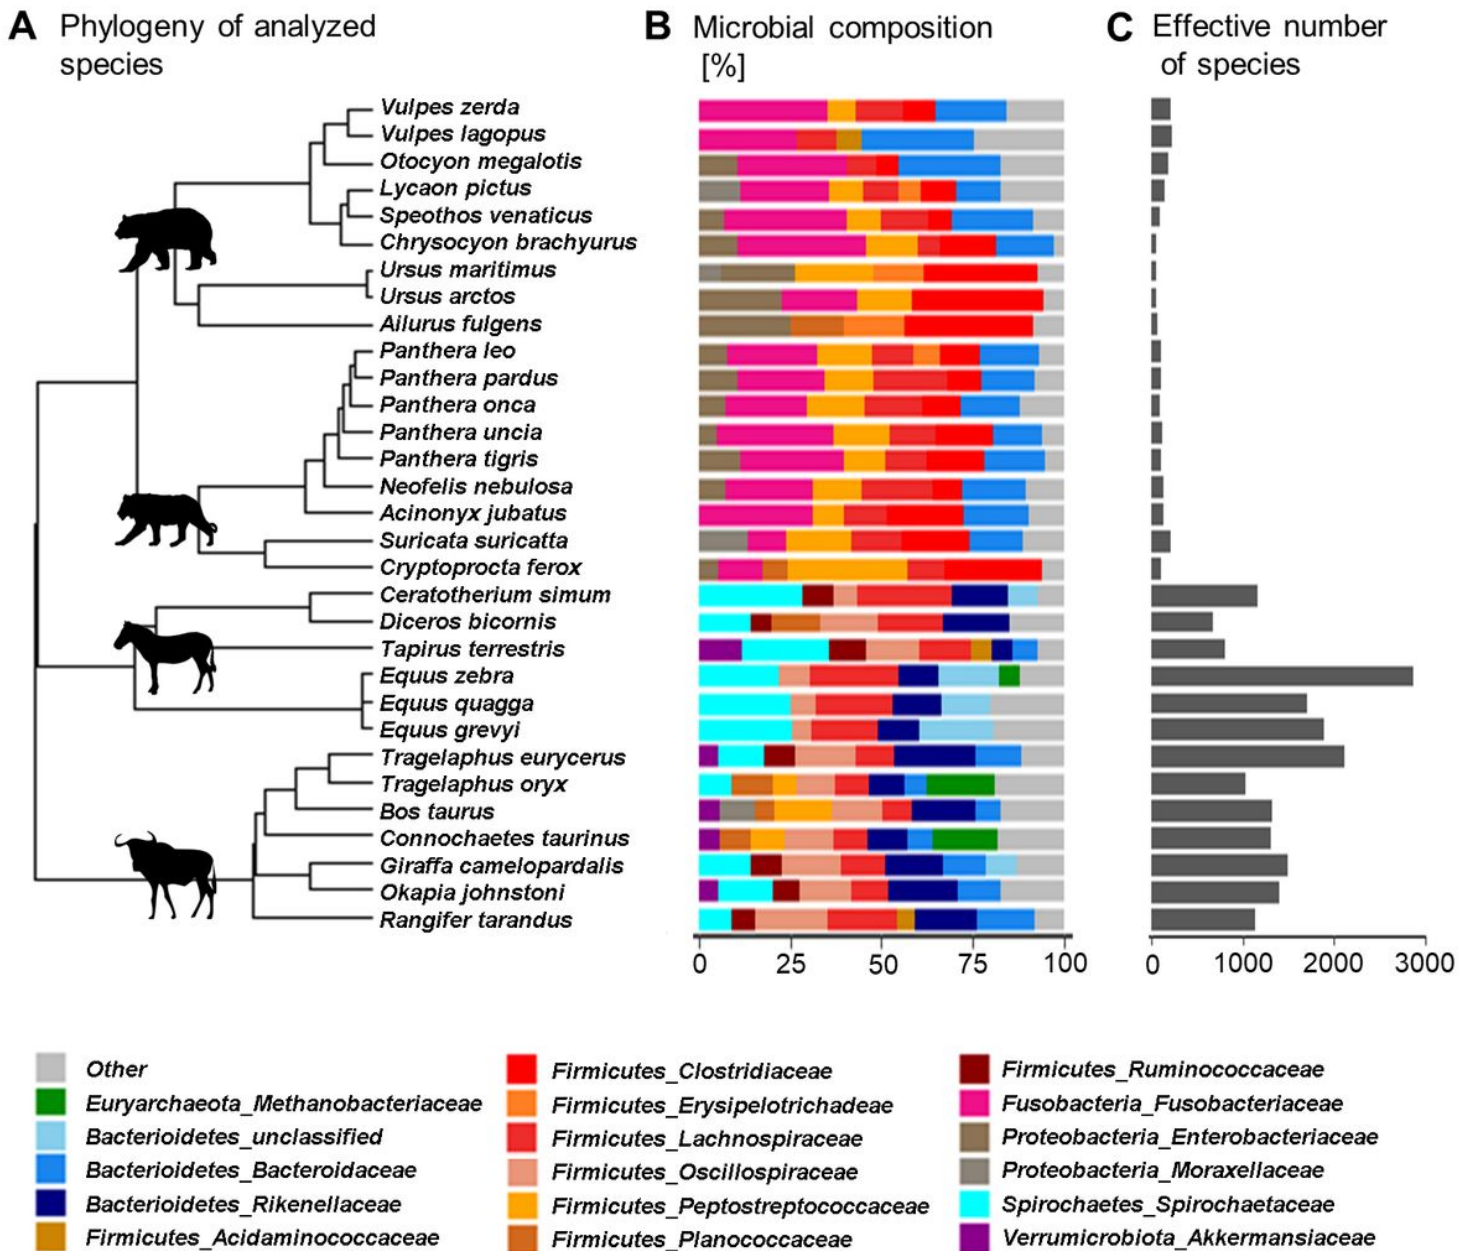 A Phylogeny of analyzed
species
B Microbial composition
[%]
C Effective number
of species
Vulpes zerda
Vulpes lagopus
Otocyon megalotis
Lycaon pictus
Speothos venaticus
Chrysocyon brachyurus
Ursus maritimus
Ursus arctos
Ailurus fulgens
Panthera leo
Panthera pardus
Panthera onca
Panthera uncia
Panthera tigris
Neofelis nebulosa
Acinonyx jubatus
Suricata suricatta
Cryptoprocta ferox
Ceratotherium simum
Diceros bicornis
Tapirus terrestris
Equus zebra
Equus quagga
Equus grevyi
Tragelaphus eurycerus
Tragelaphus oryx
Bos taurus
Connochaetes taurinus
Giraffa camelopardalis
Okapia johnstoni
Rangifer tarandus
0 25 50 75 100
0 1000 2000 3000
Other
Euryarchaeota_Methanobacteriaceae
Bacterioidetes_unclassified
Bacterioidetes_Bacteroidaceae
Bacterioidetes_Rikenellaceae
Firmicutes_Acidaminococcaceae
Firmicutes_Clostridiaceae
Firmicutes_Erysipelotrichadeae
Firmicutes_Lachnospiraceae
Firmicutes_Oscillospiraceae
Firmicutes_Peptostreptococcaceae
Firmicutes_Planococcaceae
Firmicutes_Ruminococcaceae
Fusobacteria_Fusobacteriaceae
Proteobacteria_Enterobacteriaceae
Proteobacteria_Moraxellaceae
Spirochaetes_Spirochaetaceae
Verrumicrobiota_Akkermansiaceae